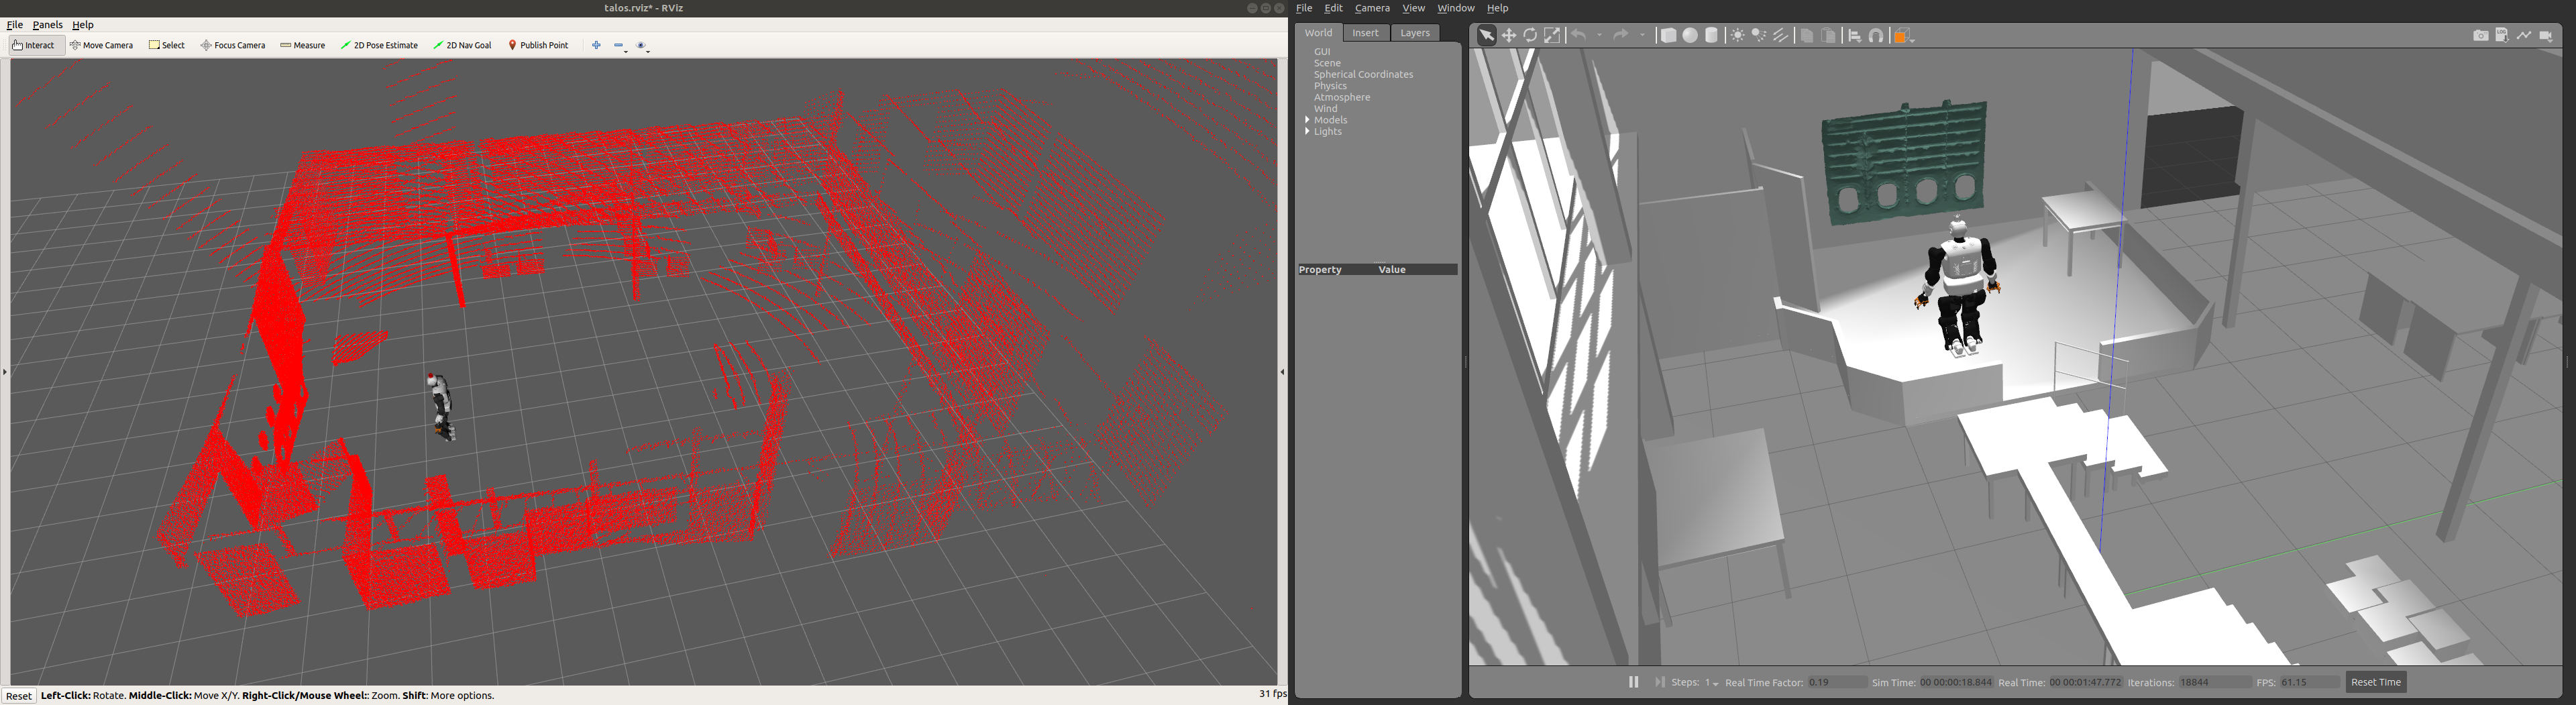 talos.rviz* - RViz
File Panels Help
Interact Move Camera Select Focus Camera Measure 2D Pose Estimate 2D Nav Goal Publish Point
Reset Left-Click: Rotate. Middle-Click: Move X/Y. Right-Click/Mouse Wheel:: Zoom. Shift: More options. 31 fps
File Edit Camera View Window Help
World Insert Layers
GUI
Scene
Spherical Coordinates
Physics
Atmosphere
Wind
Models
Lights
Property Value
Steps: 1 Real Time Factor: 0.19 Sim Time: 00 00:00:18.844 Real Time: 00 00:01:47.772 Iterations: 18844 FPS: 61.15 Reset Time